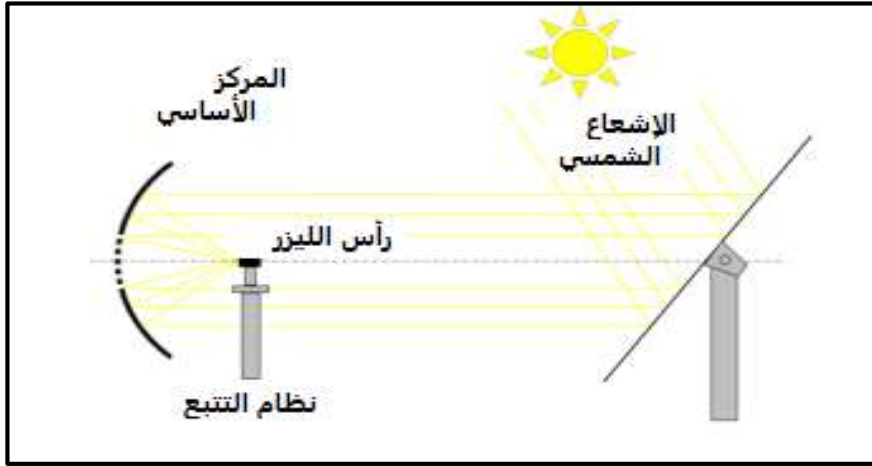 المركز
الأساسي
الإشعاع
الشمسي
رأس الليزر
نظام التتبع